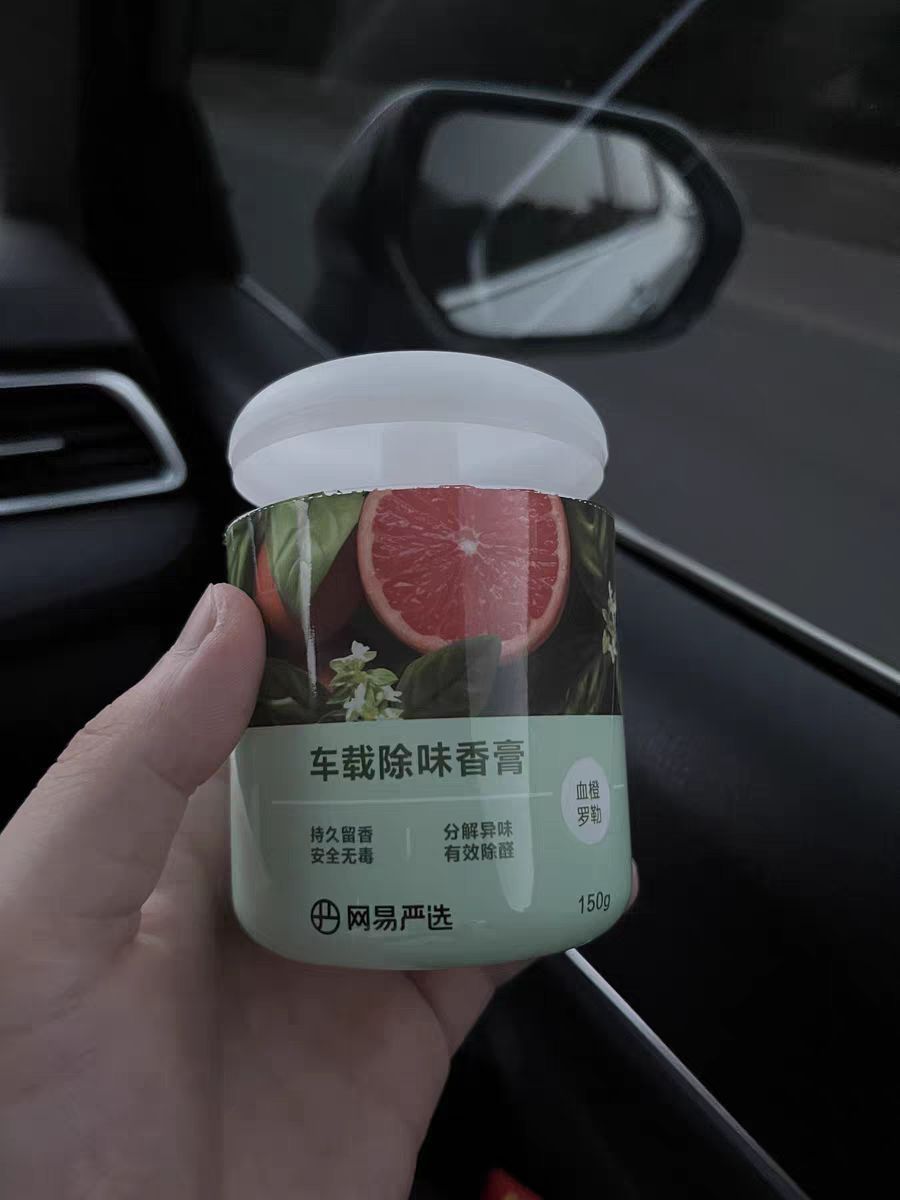 车载除味香膏
血橙
罗勒
持久留香
安全无毒
分解异味
有效除醛
网易严选
150g